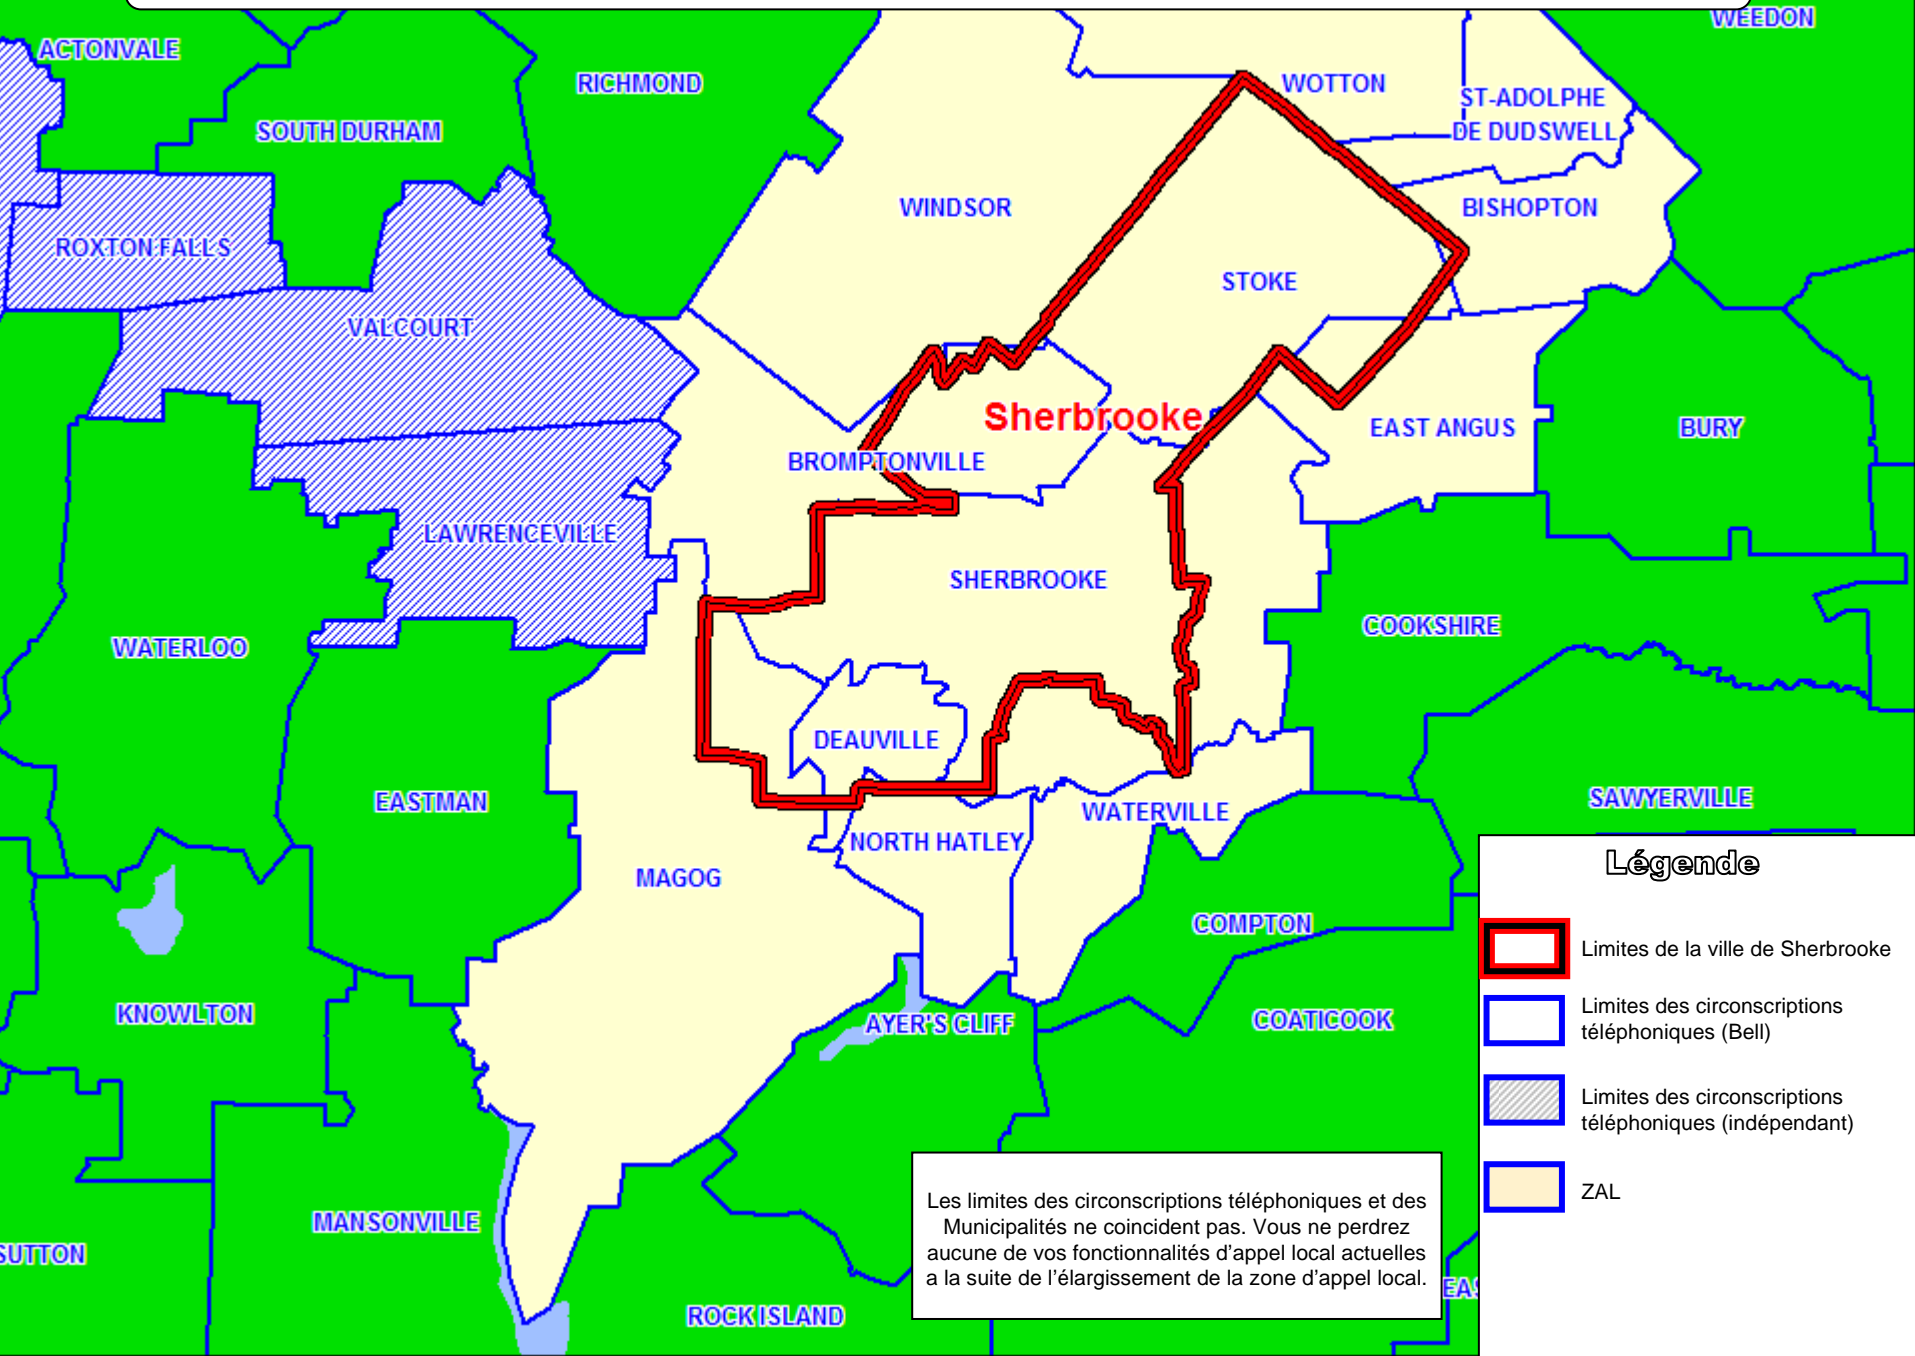 WEEDON
ACTONVALE
RICHMOND
WOTTON
ST-ADOLPHE
DE DUDSWELL
SOUTH DURHAM
WINDSOR
BISHOPTON
ROXTON FALLS
STOKE
VALCOURT
Sherbrooke
EAST ANGUS
BURY
BROMPTONVILLE
LAWRENCEVILLE
SHERBROOKE
COOKSHIRE
WATERLOO
DEAUVILLE
EASTMAN
SAWYERVILLE
WATERVILLE
NORTH HATLEY
MAGOG
COMPTON
KNOWLTON
AYER'S CLIFF
COATICOOK
MANSONVILLE
SUTTON
ROCK ISLAND
EAS
Les limites des circonscriptions téléphoniques et des
Municipalités ne coincident pas. Vous ne perdrez
aucune de vos fonctionnalités d'appel local actuelles
a la suite de l'élargissement de la zone d'appel local.
Légende
Limites de la ville de Sherbrooke
Limites des circonscriptions
téléphoniques (Bell)
Limites des circonscriptions
téléphoniques (indépendant)
ZAL